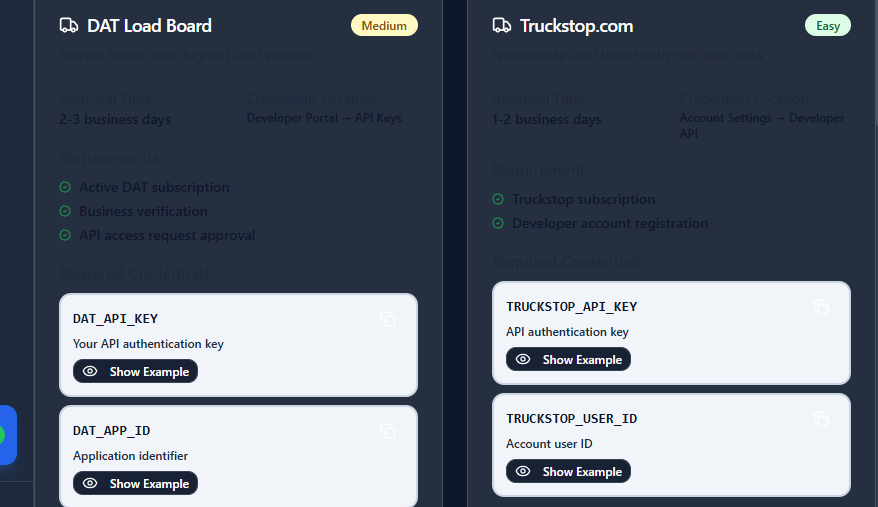 DAT Load Board
Medium
Market leader with highest load volume
Approval Time
2-3 business days
Credentials Location
Developer Portal → API Keys
Requirements
Active DAT subscription
Business verification
API access request approval
Required Credentials
DAT_API_KEY
Your API authentication key
Show Example
DAT_APP_ID
Application identifier
Show Example
Truckstop.com
Easy
Nationwide load board with real-time data
Approval Time
1-2 business days
Credentials Location
Account Settings → Developer
API
Requirements
Truckstop subscription
Developer account registration
Required Credentials
TRUCKSTOP_API_KEY
API authentication key
Show Example
TRUCKSTOP_USER_ID
Account user ID
Show Example